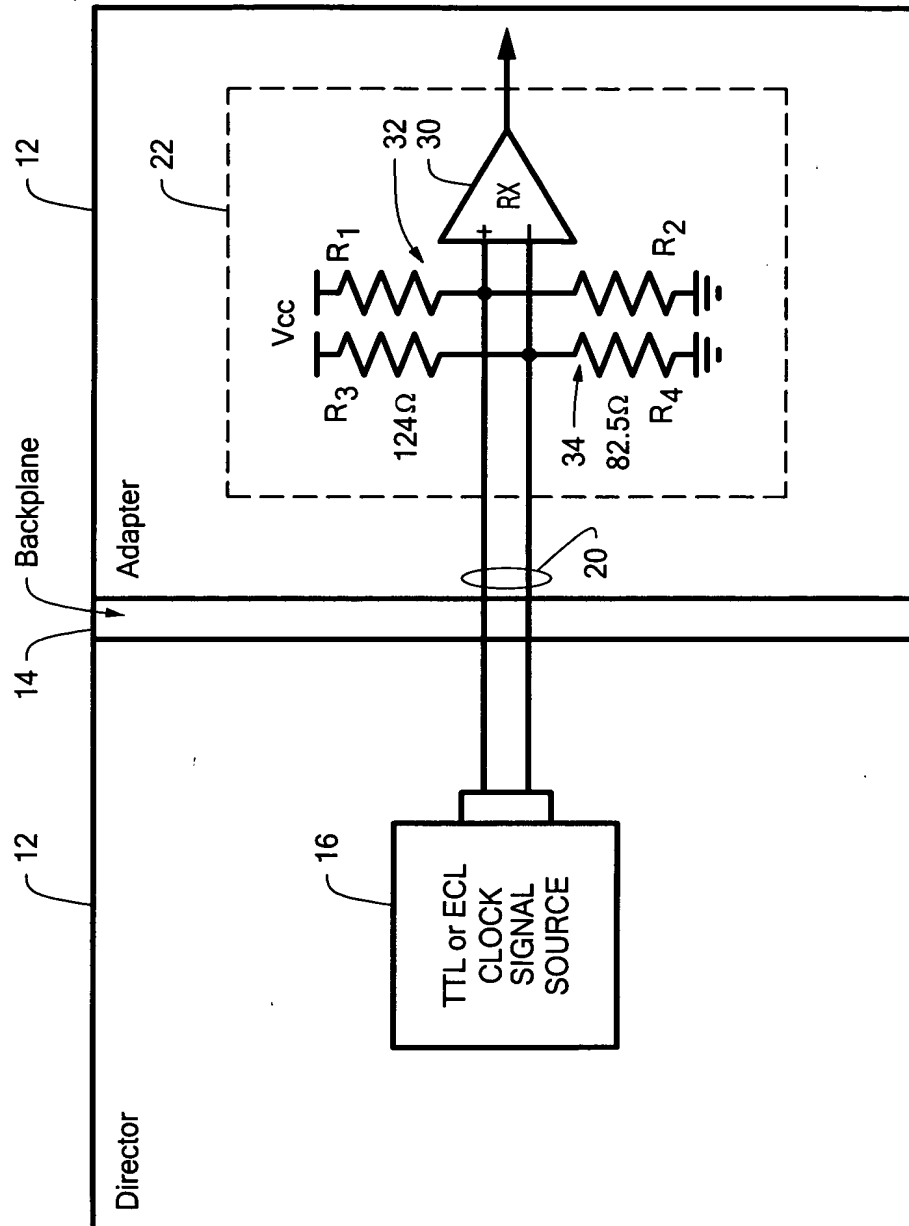 12
14
Backplane
12
Director
Adapter
22
Vcc
R3
R1
124Ω
32
30
+
−
RX
34
82.5Ω
R4
R2
20
16
TTL or ECL
CLOCK
SIGNAL
SOURCE